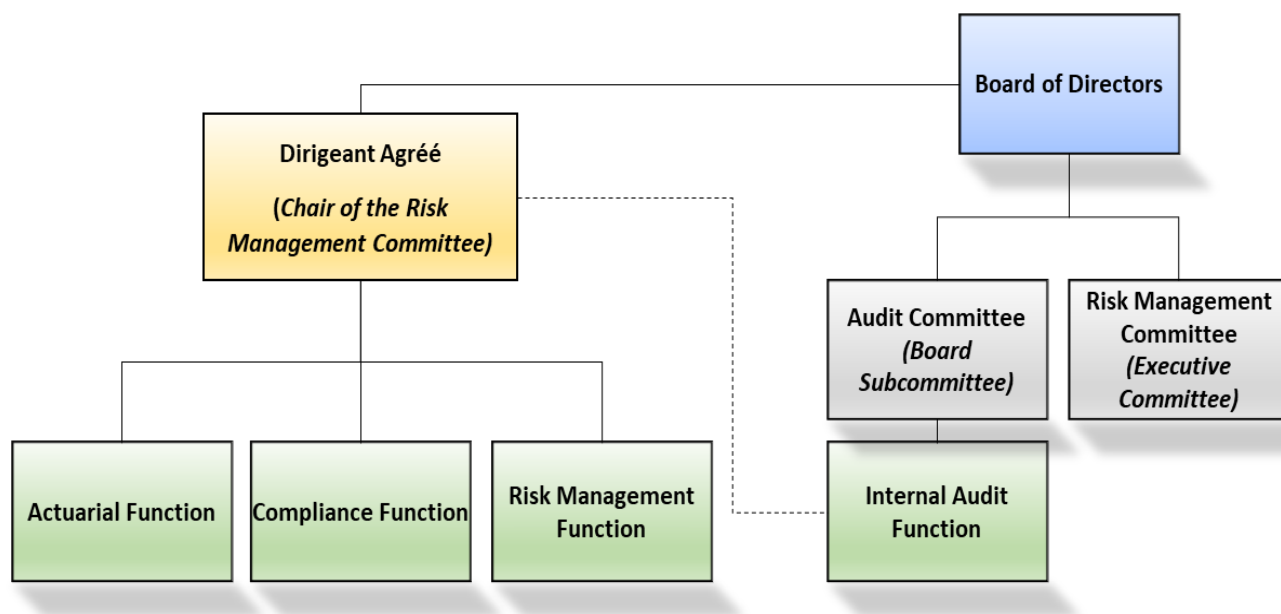 Board of Directors
Dirigeant Agréé
(Chair of the Risk
Management Committee)
Audit Committee
(Board
Subcommittee)
Risk Management
Committee
(Executive
Committee)
Actuarial Function
Compliance Function
Risk Management
Function
Internal Audit
Function